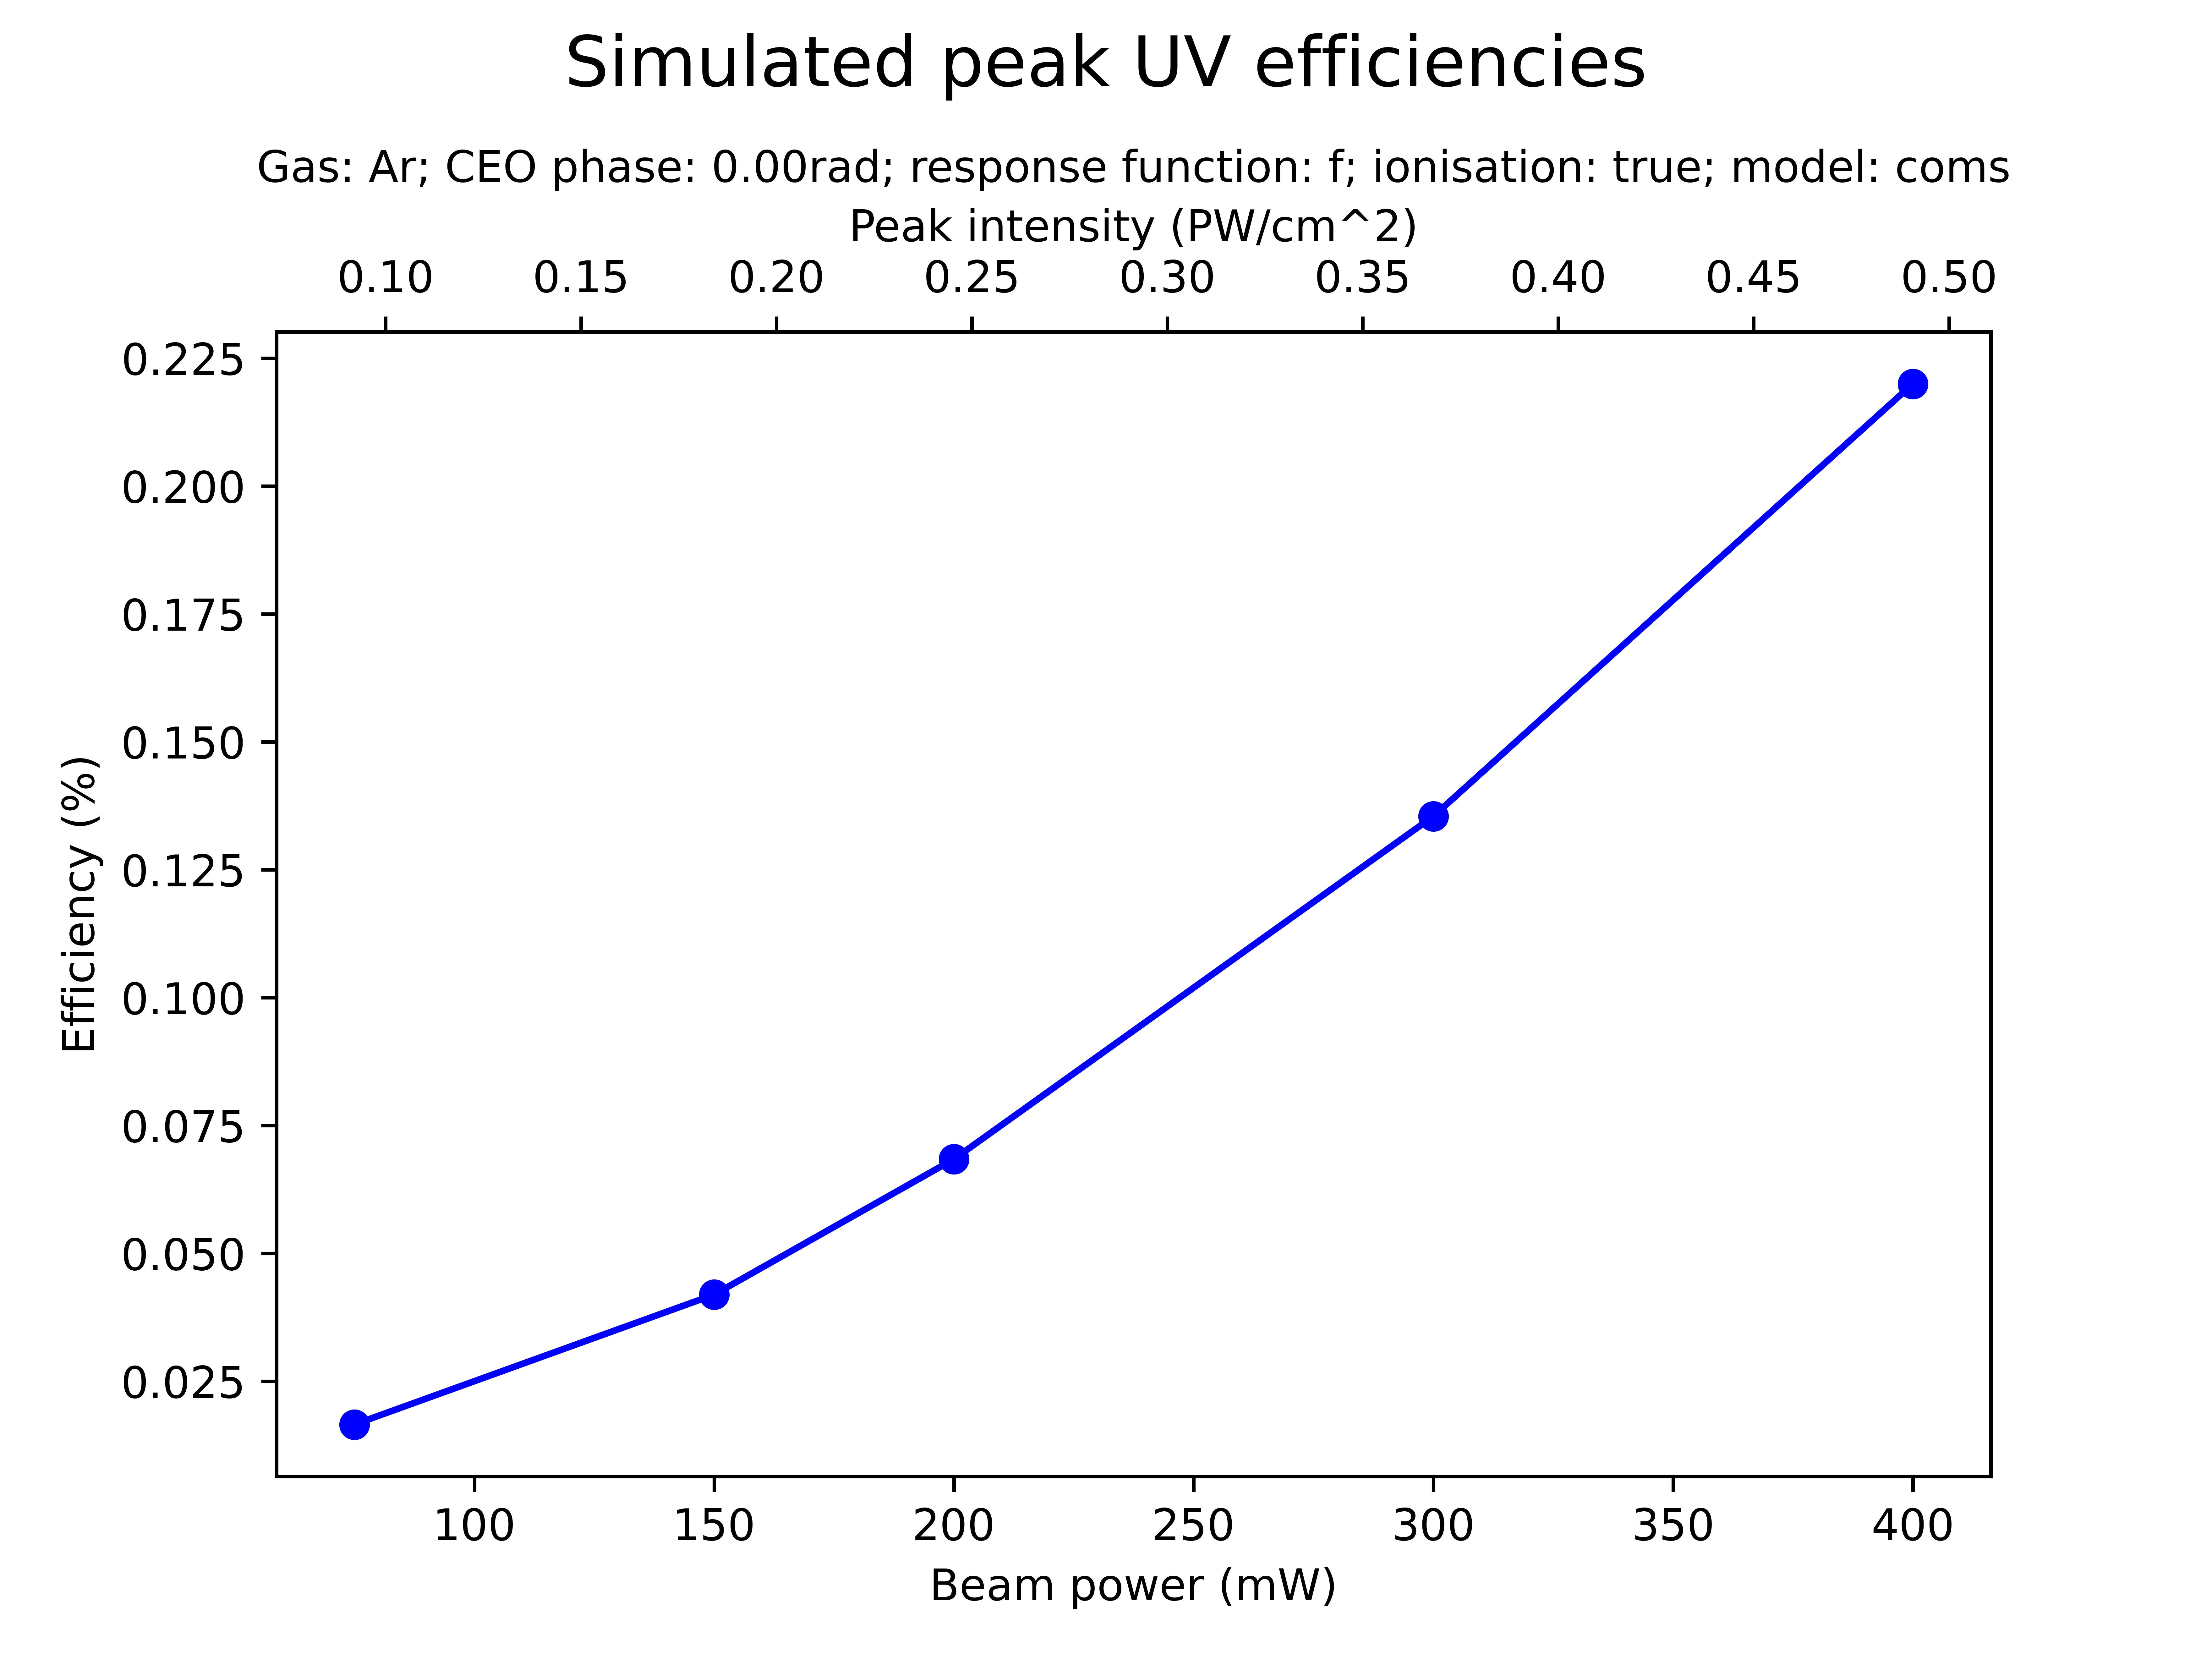 Simulated peak UV efficiencies
Gas: Ar; CEO phase: 0.00rad; response function: f; ionisation: true; model: coms
Peak intensity (PW/cm^2)
0.10 0.15 0.20 0.25 0.30 0.35 0.40 0.45 0.50
0.225
0.200
0.175
0.150
0.125
0.100
0.075
0.050
0.025
Efficiency (%)
100 150 200 250 300 350 400
Beam power (mW)